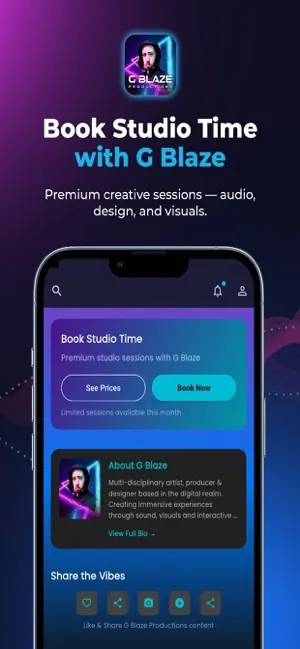 G BLAZE
PRODUCTIONS
Book Studio Time
with G Blaze
Premium creative sessions — audio,
design, and visuals.
Book Studio Time
Premium studio sessions with G Blaze
See Prices
Book Now
Limited sessions available this month
About G Blaze
Multi-disciplinary artist, producer &
designer based in the digital realm.
Creating immersive experiences
through sound, visuals and interactive ...
View Full Bio →
Share the Vibes
Like & Share G Blaze Productions content